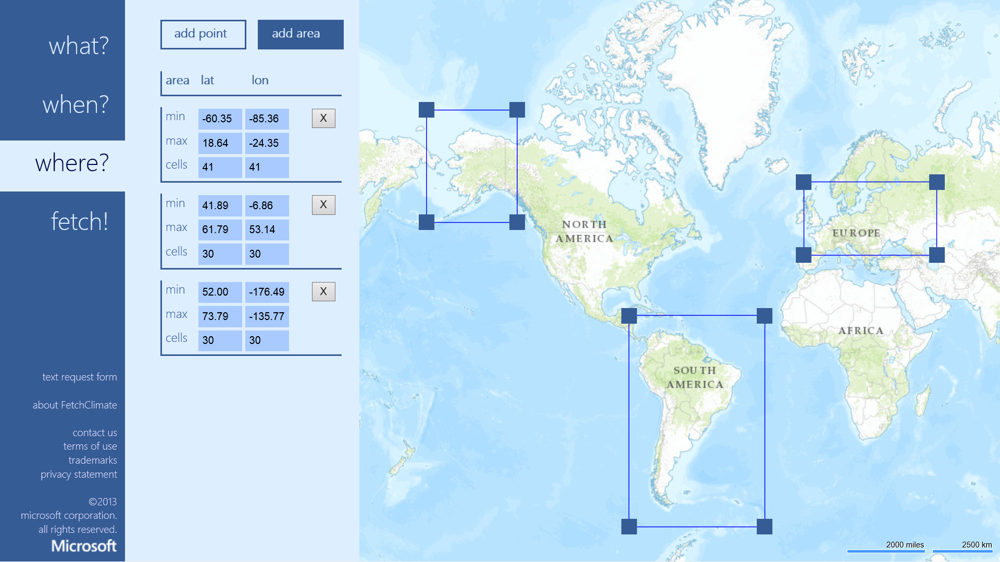 what?
when?
where?
fetch!
text request form
about FetchClimate
contact us
terms of use
trademarks
privacy statement
©2013
microsoft corporation.
all rights reserved.
Microsoft
add point
add area
area lat lon
min -60.35 -85.36 X
max 18.64 -24.35
cells 41 41
min 41.89 -6.86 X
max 61.79 53.14
cells 30 30
min 52.00 -176.49 X
max 73.79 -135.77
cells 30 30
NORTH
AMERICA
EUROPE
AFRICA
SOUTH
AMERICA
2000 miles 2500 km